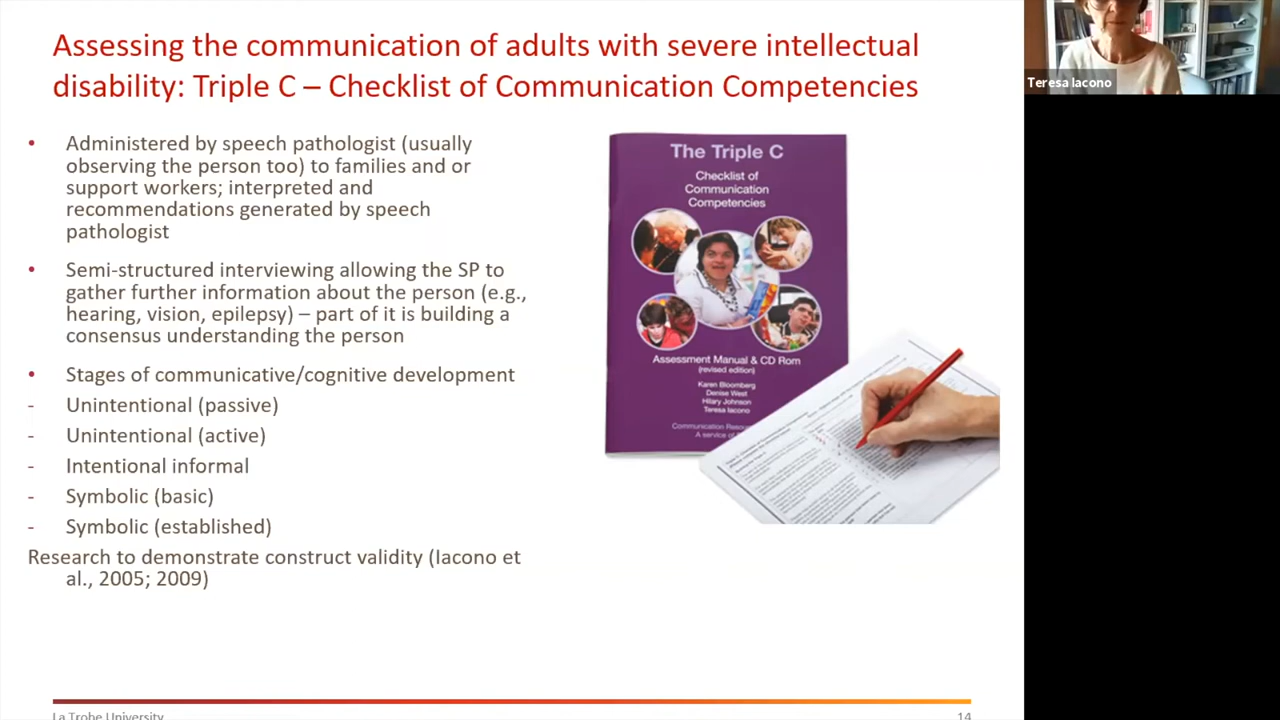 Assessing the communication of adults with severe intellectual
disability: Triple C – Checklist of Communication Competencies
• Administered by speech pathologist (usually
observing the person too) to families and or
support workers; interpreted and
recommendations generated by speech
pathologist
• Semi-structured interviewing allowing the SP to
gather further information about the person (e.g.,
hearing, vision, epilepsy) – part of it is building a
consensus understanding the person
• Stages of communicative/cognitive development
- Unintentional (passive)
- Unintentional (active)
- Intentional informal
- Symbolic (basic)
- Symbolic (established)
Research to demonstrate construct validity (Iacono et
al., 2005; 2009)
The Triple C
Checklist of
Communication
Competencies
Assessment Manual & CD Rom
(revised edition)
Karen Bloomberg
Denise West
Hilary Johnson
Teresa Iacono
Communication
A service of
Teresa Iacono
La Trobe University
14